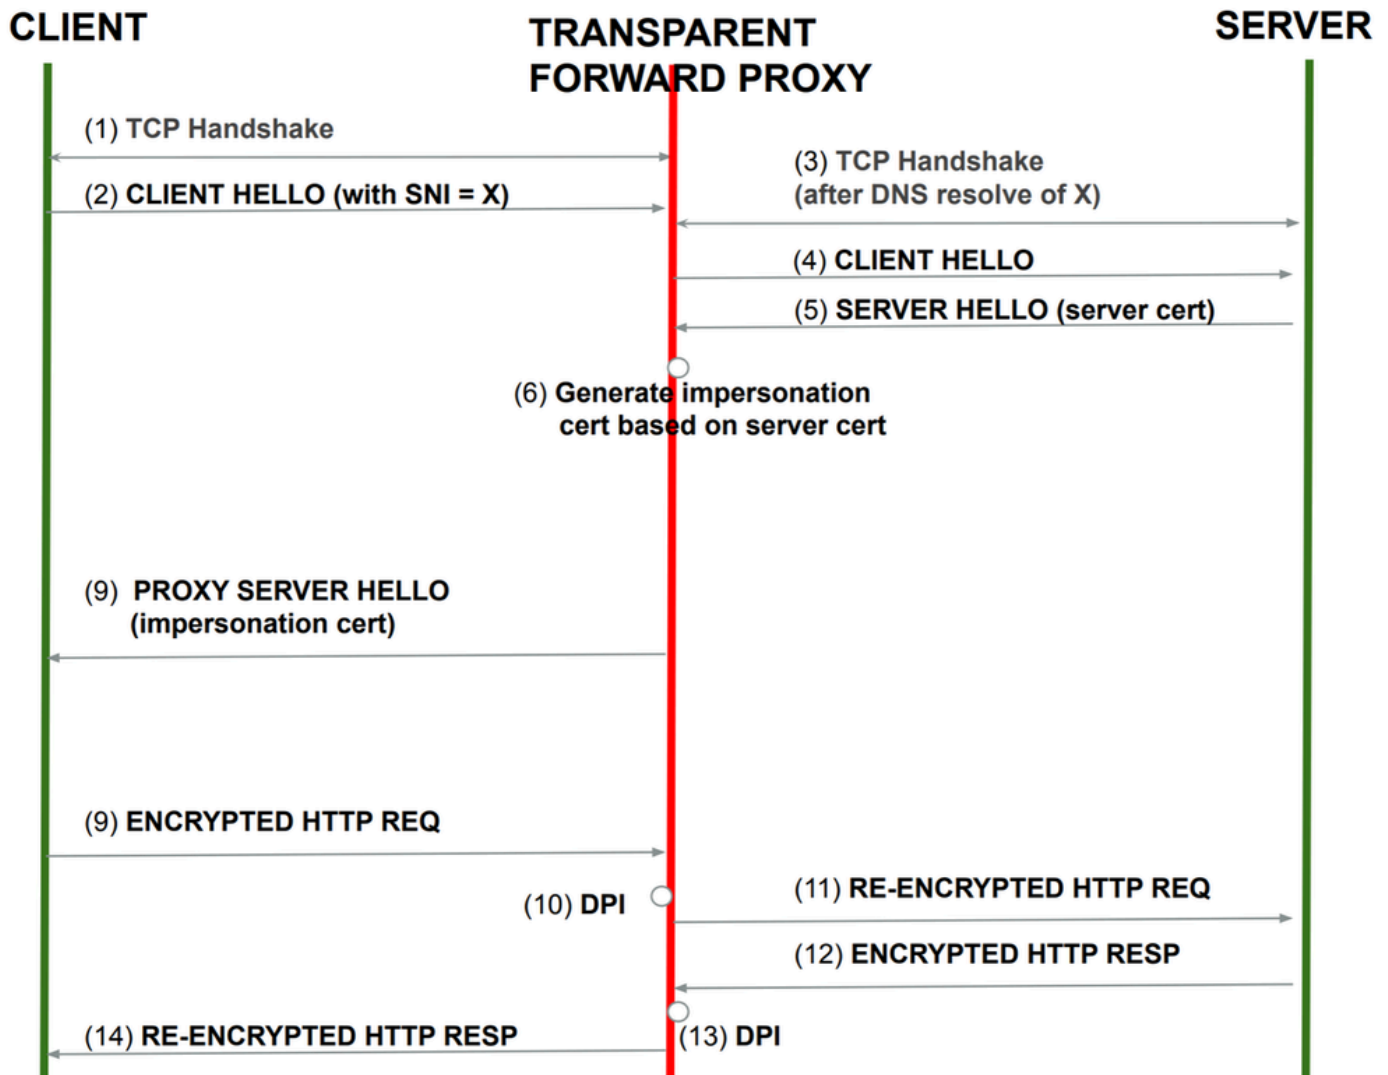 CLIENT
TRANSPARENT
FORWARD PROXY
SERVER
(1) TCP Handshake
(2) CLIENT HELLO (with SNI = X)
(3) TCP Handshake
(after DNS resolve of X)
(4) CLIENT HELLO
(5) SERVER HELLO (server cert)
(6) Generate impersonation
cert based on server cert
(9) PROXY SERVER HELLO
(impersonation cert)
(9) ENCRYPTED HTTP REQ
(10) DPI
(11) RE-ENCRYPTED HTTP REQ
(12) ENCRYPTED HTTP RESP
(13) DPI
(14) RE-ENCRYPTED HTTP RESP